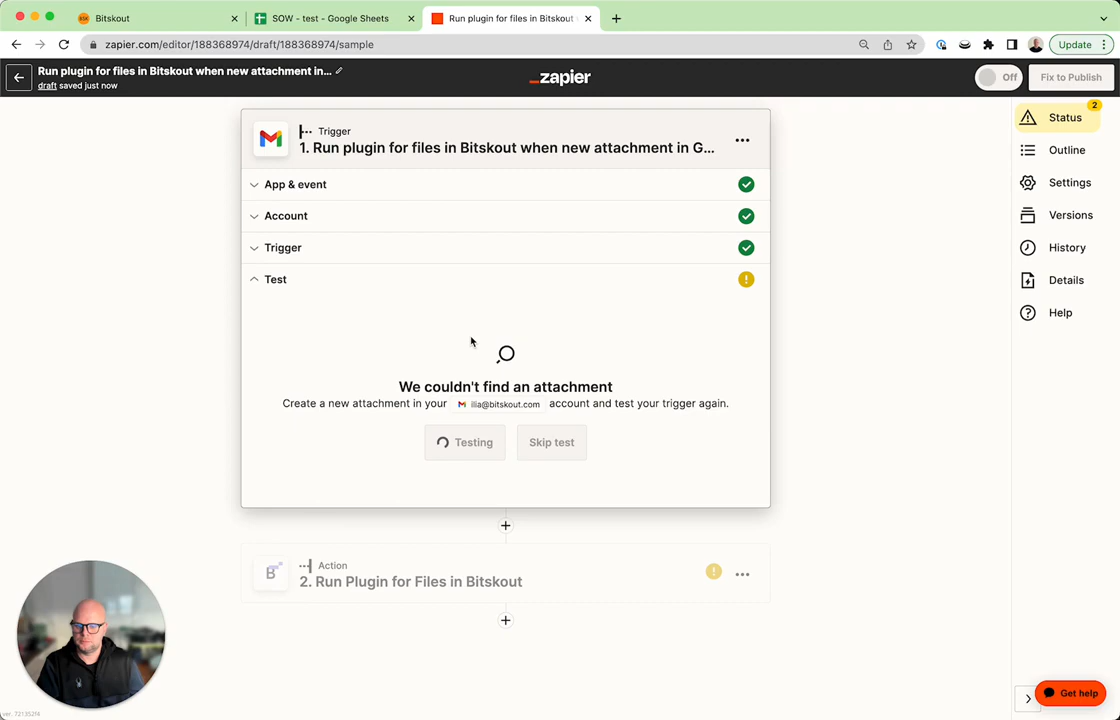 Bitskout
SOW - test - Google Sheets
Run plugin for files in Bitskout
zapier.com/editor/188368974/draft/188368974/sample
Update
Run plugin for files in Bitskout when new attachment in...
draft saved just now
_zapier
Off
Fix to Publish
Trigger
1. Run plugin for files in Bitskout when new attachment in G...
App & event
Account
Trigger
Test
We couldn't find an attachment
Create a new attachment in your ilia@bitskout.com account and test your trigger again.
Testing
Skip test
Action
2. Run Plugin for Files in Bitskout
2
Status
Outline
Settings
Versions
History
Details
Help
Get help
ver. 721352f4